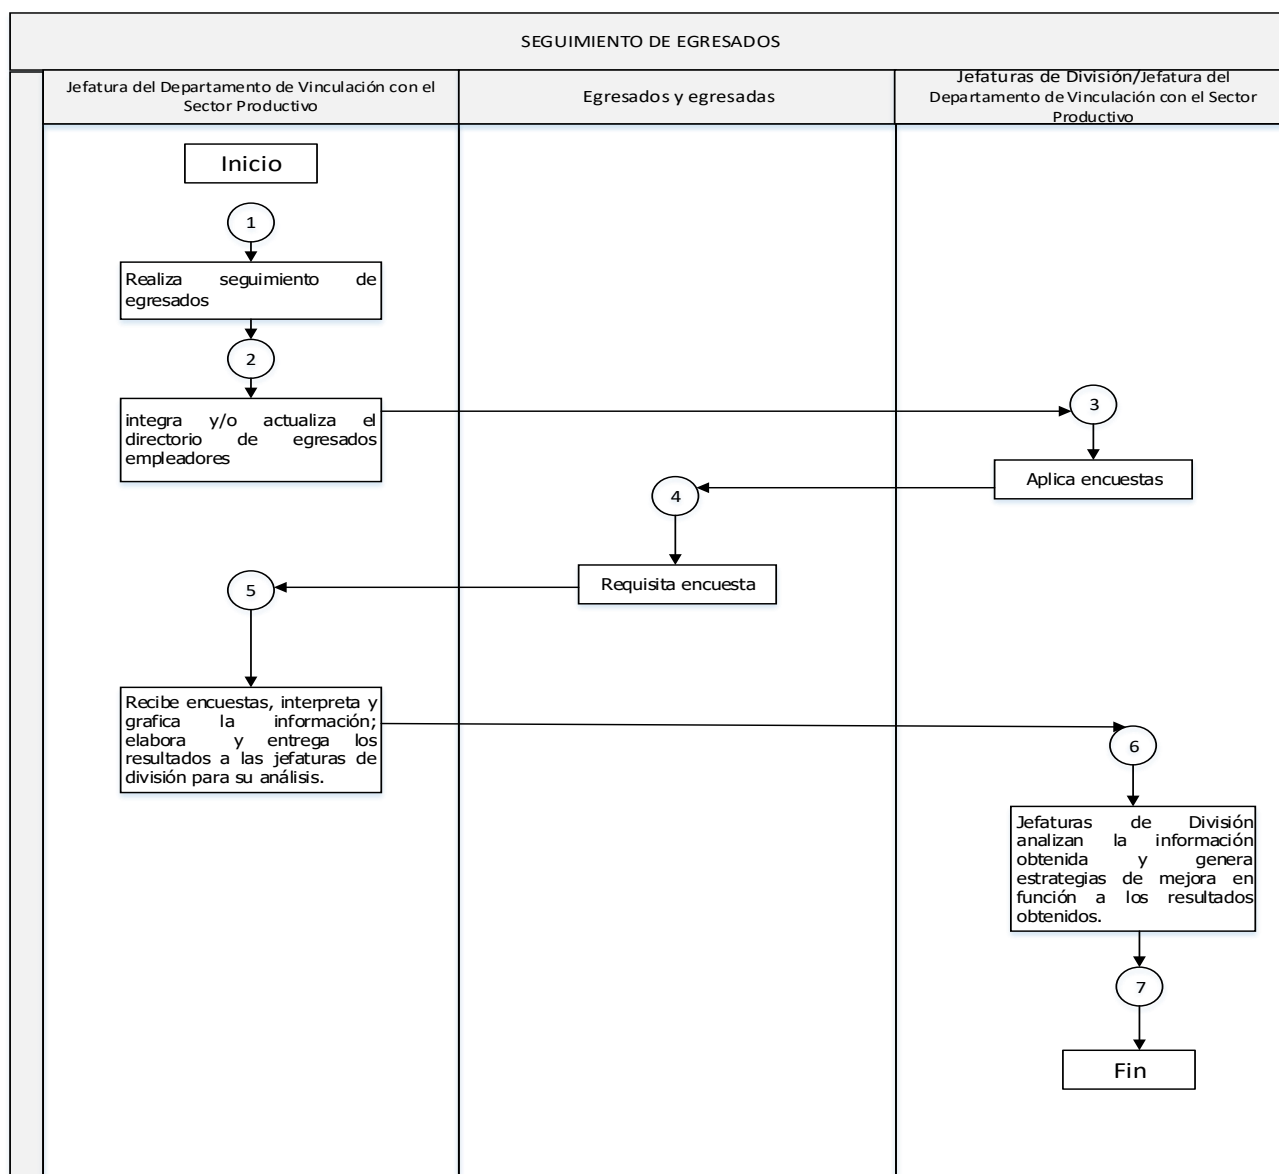 SEGUIMIENTO DE EGRESADOS
Jefatura del Departamento de Vinculación con el
Sector Productivo
Egresados y egresadas
Jefaturas de División/Jefatura del
Departamento de Vinculación con el Sector
Productivo
Inicio
1
Realiza seguimiento de
egresados
2
integra y/o actualiza el
directorio de egresados
empleadores
3
Aplica encuestas
4
Requisita encuesta
5
Recibe encuestas, interpreta y
grafica la información;
elabora y entrega los
resultados a las jefaturas de
división para su análisis.
6
Jefaturas de División
analizan la información
obtenida y genera
estrategias de mejora en
función a los resultados
obtenidos.
7
Fin